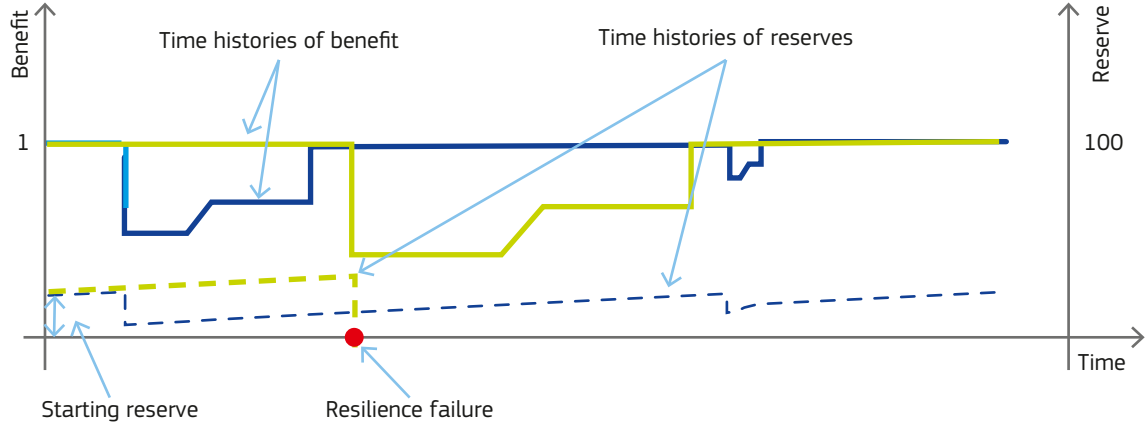 Benefit
Time histories of benefit
Time histories of reserves
Reserve
1
100
Time
Starting reserve
Resilience failure